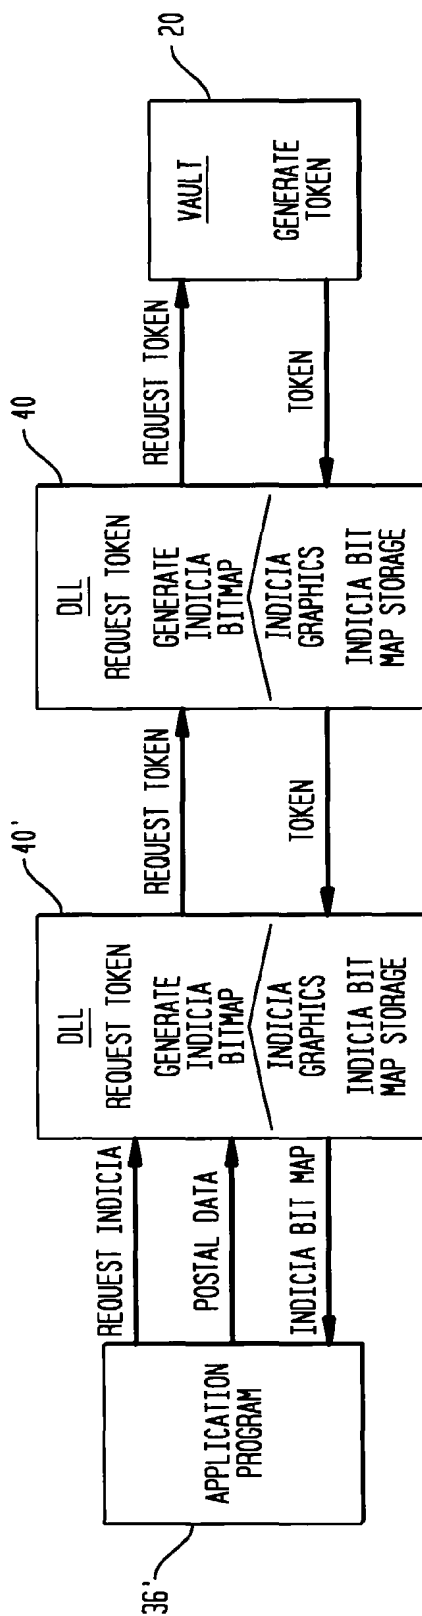 36'
APPLICATION
PROGRAM
REQUEST INDICIA
POSTAL DATA
INDICIA BIT MAP
40'
DLL
REQUEST TOKEN
GENERATE
INDICIA
BITMAP
INDICIA
GRAPHICS
INDICIA BIT
MAP STORAGE
REQUEST TOKEN
TOKEN
40
DLL
REQUEST TOKEN
GENERATE
INDICIA
BITMAP
INDICIA
GRAPHICS
INDICIA BIT
MAP STORAGE
REQUEST TOKEN
TOKEN
20
VAULT
GENERATE
TOKEN